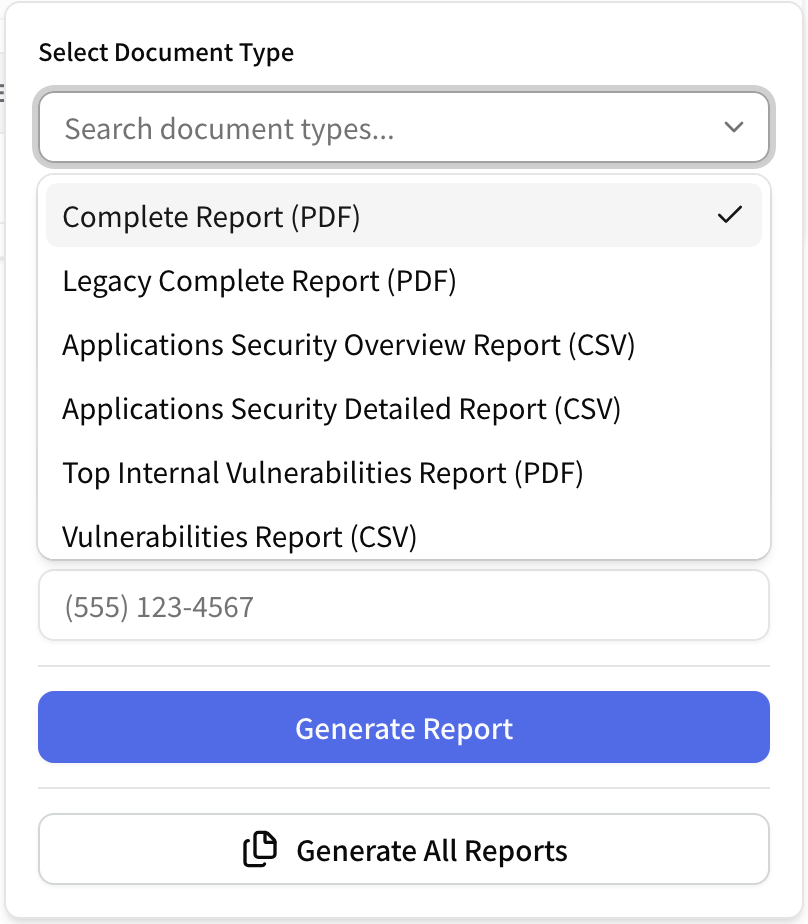 Select Document Type
Search document types...
Complete Report (PDF)
Legacy Complete Report (PDF)
Applications Security Overview Report (CSV)
Applications Security Detailed Report (CSV)
Top Internal Vulnerabilities Report (PDF)
Vulnerabilities Report (CSV)
(555) 123-4567
Generate Report
Generate All Reports